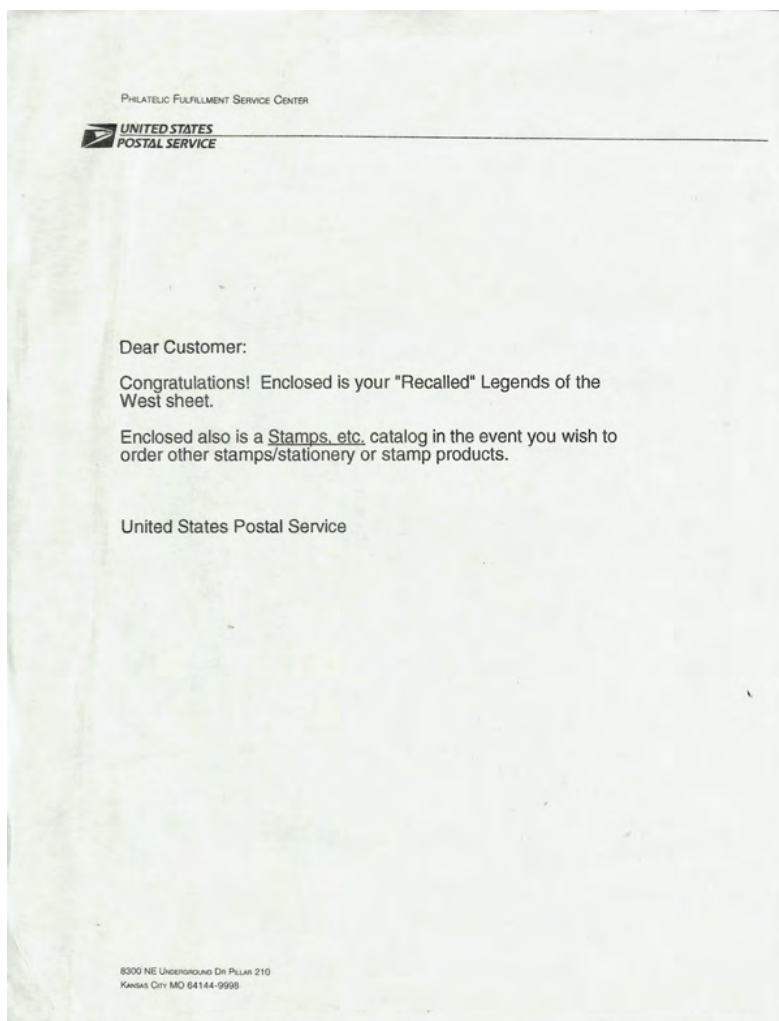 PHILATELIC FULFILLMENT SERVICE CENTER
UNITED STATES
POSTAL SERVICE
Dear Customer:
Congratulations! Enclosed is your "Recalled" Legends of the
West sheet.
Enclosed also is a Stamps, etc. catalog in the event you wish to
order other stamps/stationery or stamp products.
United States Postal Service
8300 NE UNDERGROUND DR PILLAR 210
KANSAS CITY MO 64144-9998